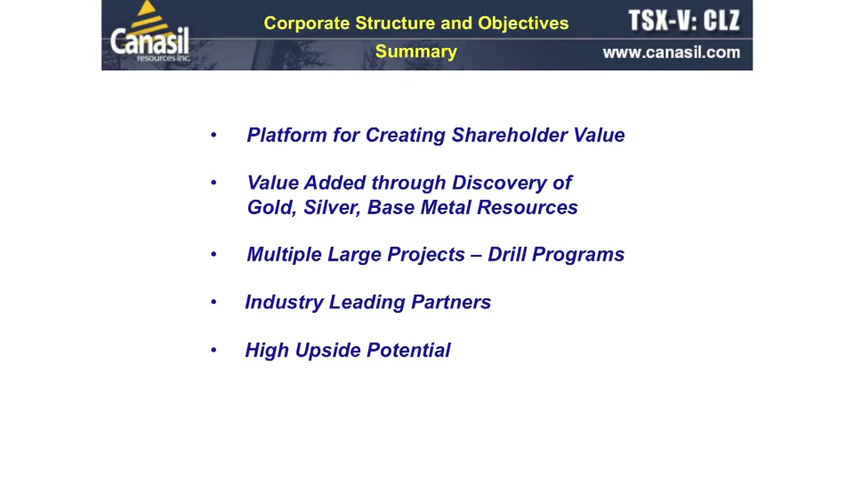 Corporate Structure and Objectives
TSX-V: CLZ
Canasil
resources inc.
Summary
www.canasil.com
• Platform for Creating Shareholder Value
• Value Added through Discovery of
Gold, Silver, Base Metal Resources
• Multiple Large Projects – Drill Programs
• Industry Leading Partners
• High Upside Potential